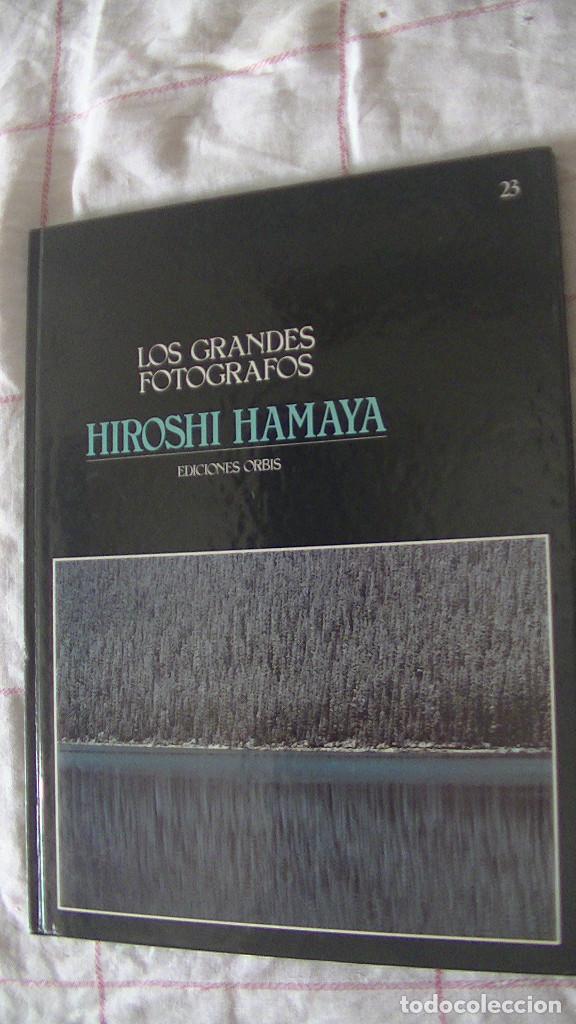 23
LOS GRANDES
FOTOGRAFOS
HIROSHI HAMAYA
EDICIONES ORBIS
todocoleccion